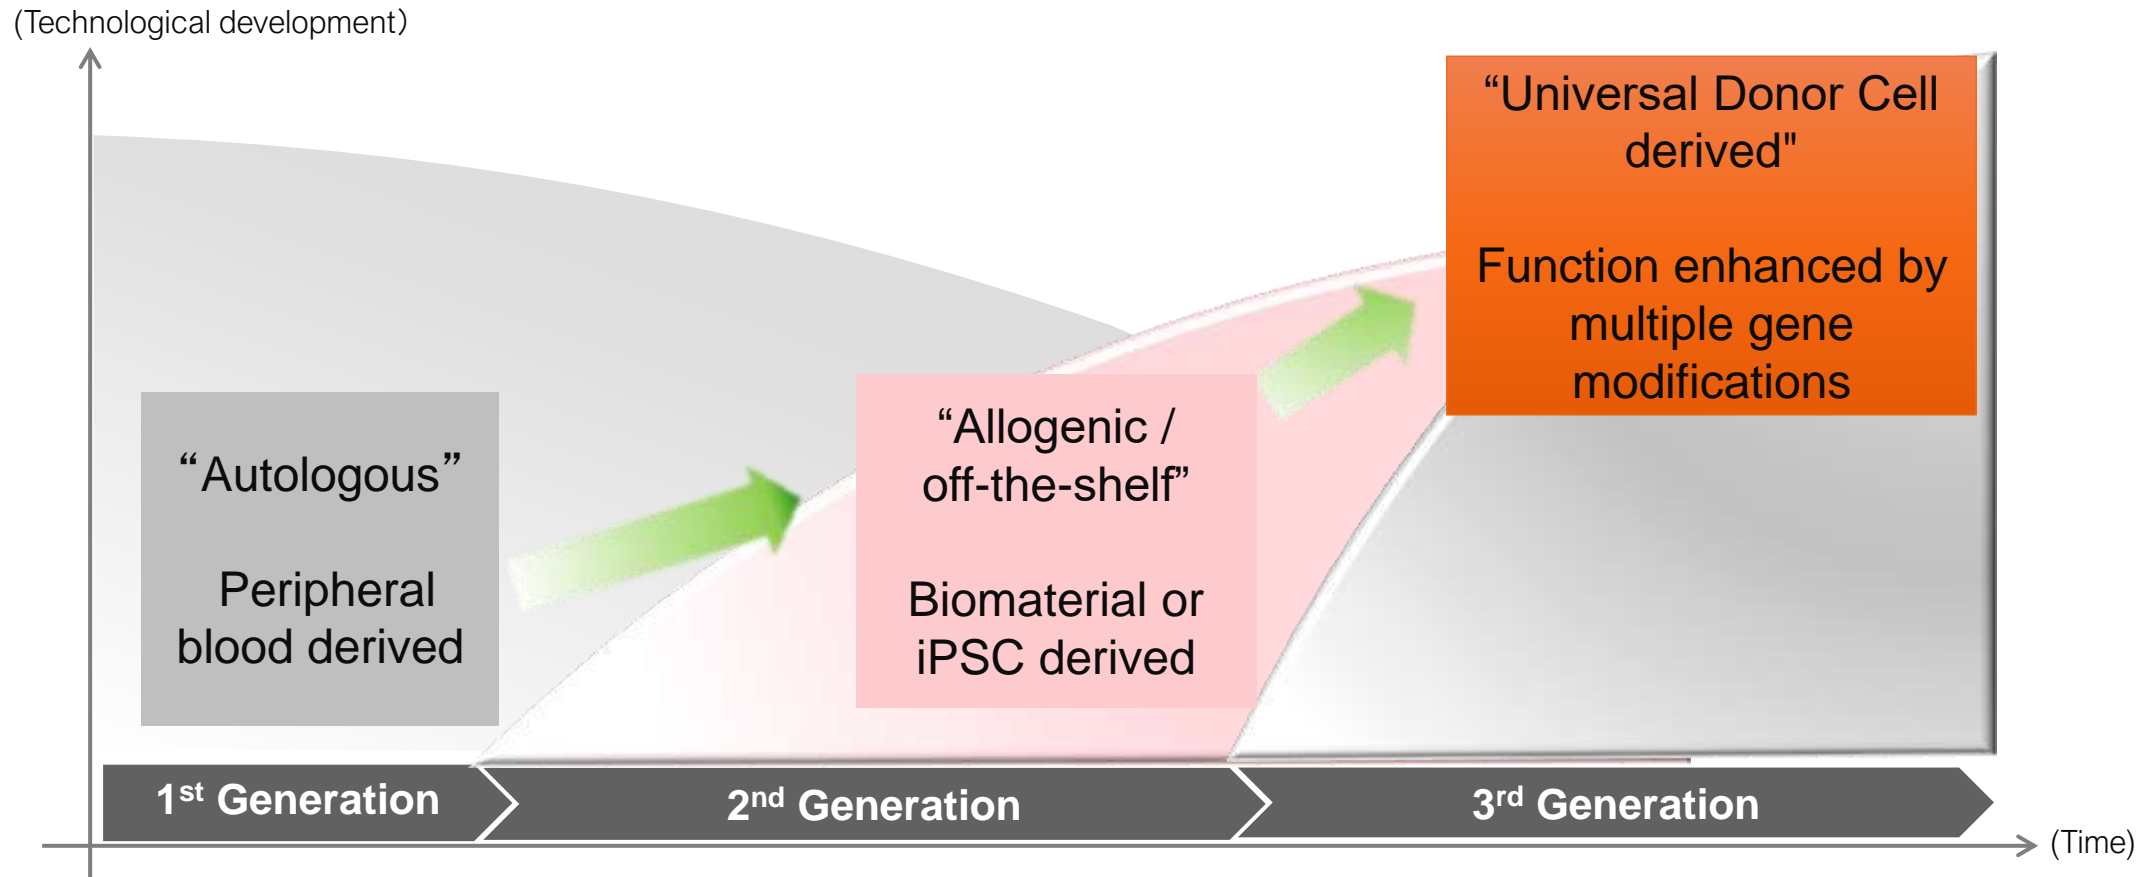 (Technological development)
“Universal Donor Cell
derived"
Function enhanced by
multiple gene
modifications
“Allogenic /
off-the-shelf”
Biomaterial or
iPSC derived
“Autologous”
Peripheral
blood derived
1st Generation
2nd Generation
3rd Generation
(Time)